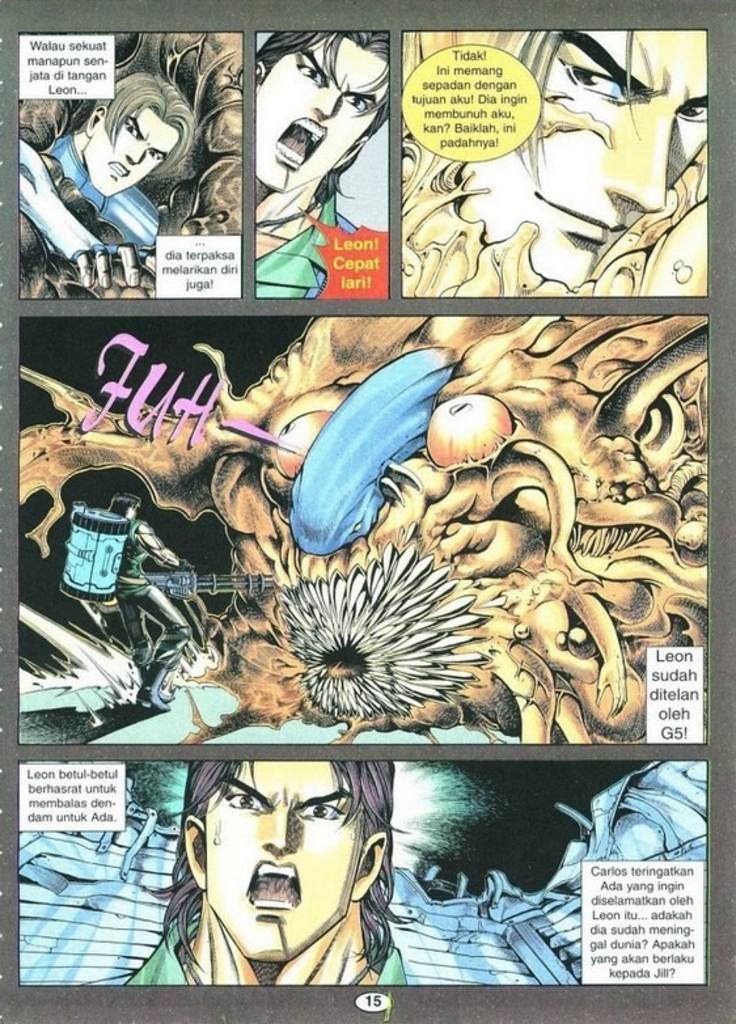 Walau sekuat
manapun sen-
jata di tangan
Leon...
...
dia terpaksa
melarikan diri
juga!
Leon!
Cepat
lari!
Tidak!
Ini memang
sepadan dengan
tujuan aku! Dia ingin
membunuh aku,
kan? Baiklah, ini
padahnya!
FUH
Leon
sudah
ditelan
oleh
G5!
Leon betul-betul
berhasrat untuk
membalas den-
dam untuk Ada.
Carlos teringatkan
Ada yang ingin
diselamatkan oleh
Leon itu... adakah
dia sudah mening-
gal dunia? Apakah
yang akan berlaku
kepada Jill?
15